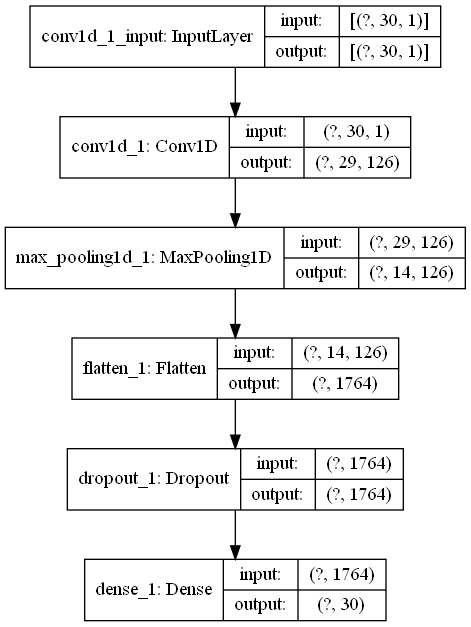 conv1d_1_input: InputLayer
input:
[(?, 30, 1)]
output:
[(?, 30, 1)]
conv1d_1: Conv1D
input:
(?, 30, 1)
output:
(?, 29, 126)
max_pooling1d_1: MaxPooling1D
input:
(?, 29, 126)
output:
(?, 14, 126)
flatten_1: Flatten
input:
(?, 14, 126)
output:
(?, 1764)
dropout_1: Dropout
input:
(?, 1764)
output:
(?, 1764)
dense_1: Dense
input:
(?, 1764)
output:
(?, 30)